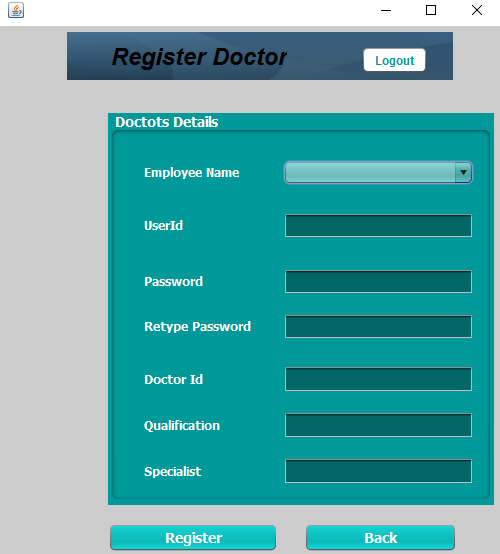 Register Doctor
Logout
Doctots Details
Employee Name
UserId
Password
Retype Password
Doctor Id
Qualification
Specialist
Register
Back